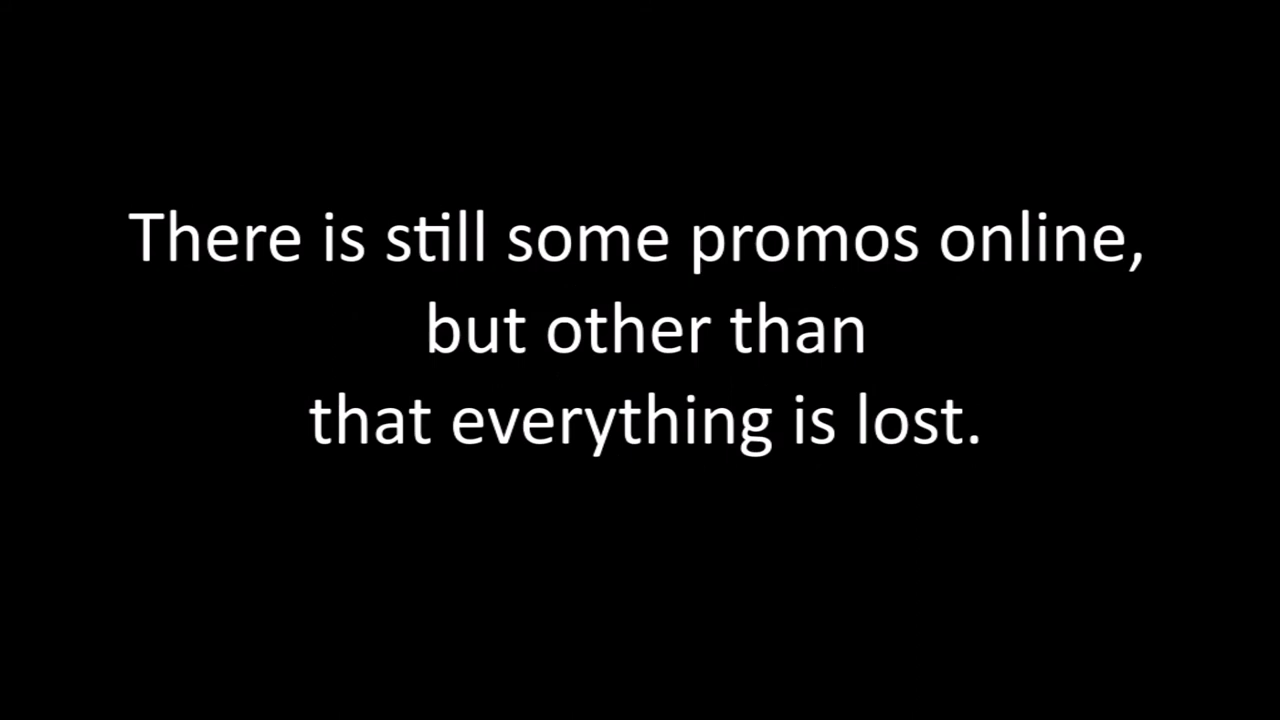 There is still some promos online,
but other than
that everything is lost.